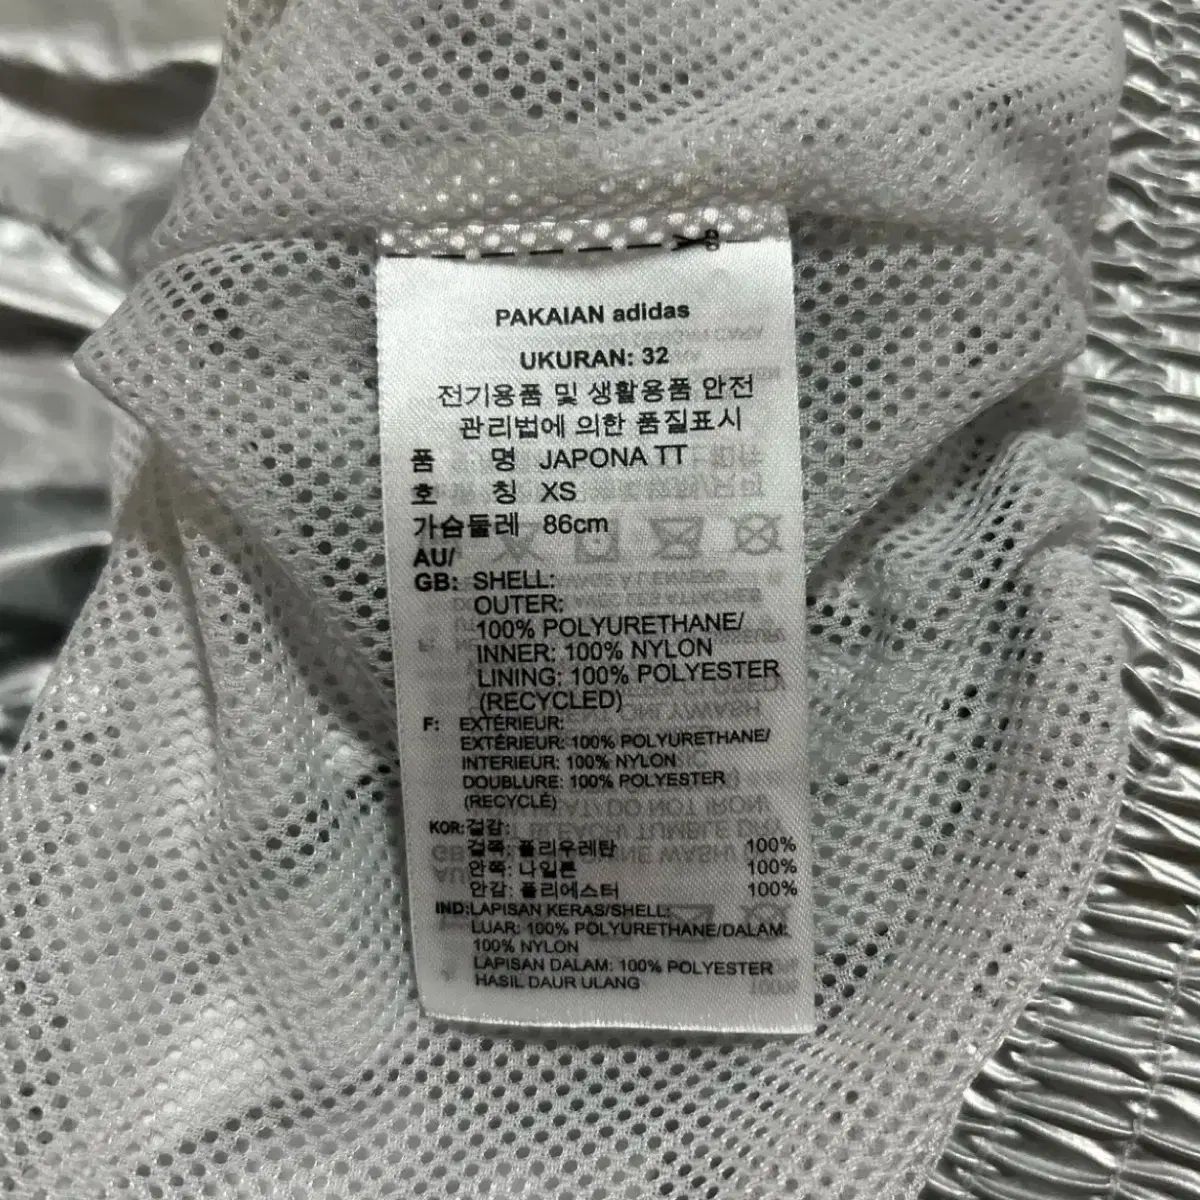 PAKAIAN adidas
UKURAN: 32
전기용품 및 생활용품 안전
관리법에 의한 품질표시
품 명 JAPONA TT
호 칭 XS
가슴둘레 86cm
AU/
GB: SHELL:
OUTER:
100% POLYURETHANE/
INNER: 100% NYLON
LINING: 100% POLYESTER
(RECYCLED)
F: EXTÉRIEUR:
EXTÉRIEUR: 100% POLYURETHANE/
INTERIEUR: 100% NYLON
DOUBLURE: 100% POLYESTER
(RECYCLÉ)
KOR:겉감:
겉쪽: 폴리우레탄 100%
안쪽: 나일론 100%
안감: 폴리에스터 100%
IND:LAPISAN KERAS/SHELL:
LUAR: 100% POLYURETHANE/DALAM:
100% NYLON
LAPISAN DALAM: 100% POLYESTER
HASIL DAUR ULANG